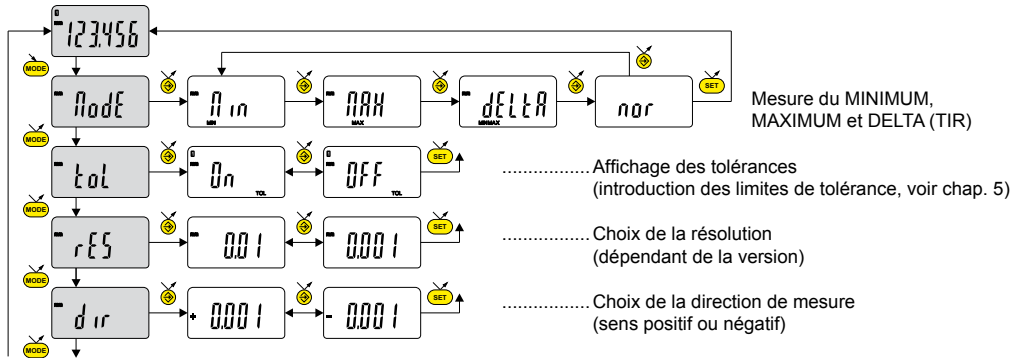 123.456
MODE
ModE Min MAX dELtA nor SET
MIN MAX MINMAX
Mesure du MINIMUM,
MAXIMUM et DELTA (TIR)
MODE
toL On OFF SET
TOL TOL
.................Affichage des tolérances
(introduction des limites de tolérance, voir chap. 5)
MODE
rES 0.01 0.001 SET
.................Choix de la résolution
(dépendant de la version)
MODE
dir + 0.001 - 0.001 SET
.................Choix de la direction de mesure
(sens positif ou négatif)
MODE